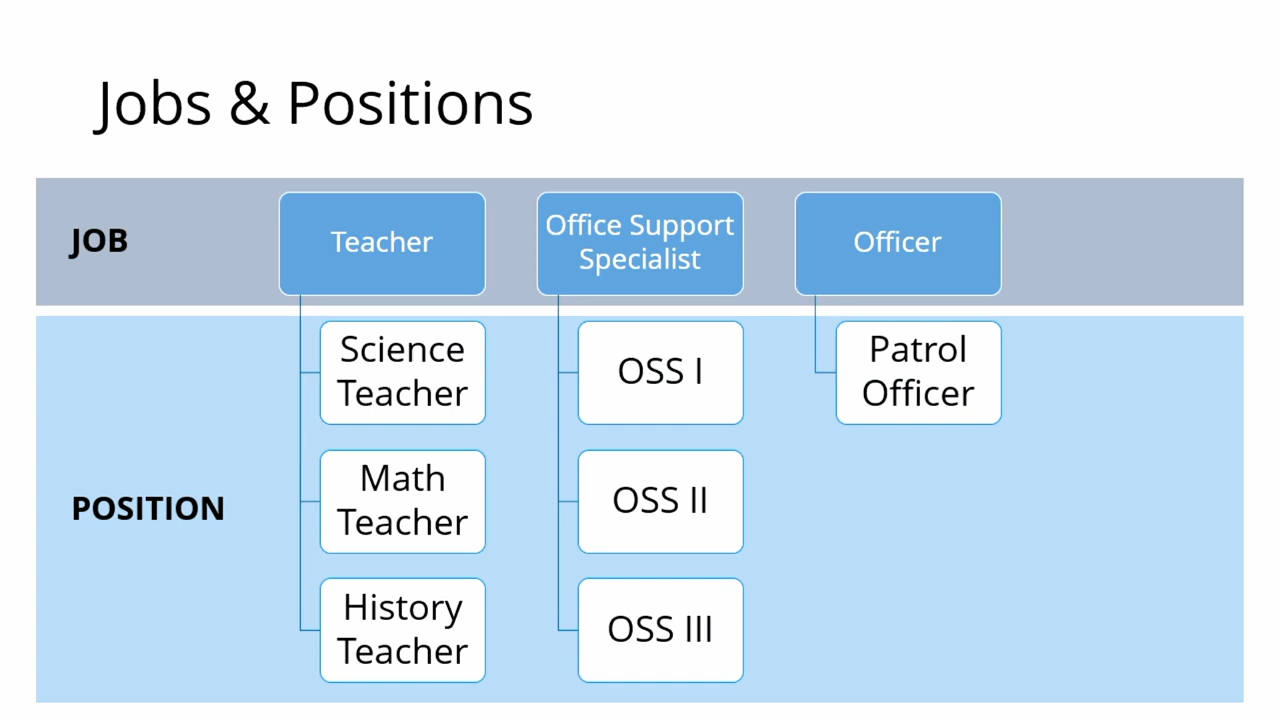 Jobs & Positions
JOB
Teacher
Office Support
Specialist
Officer
POSITION
Science
Teacher
Math
Teacher
History
Teacher
OSS I
OSS II
OSS III
Patrol
Officer